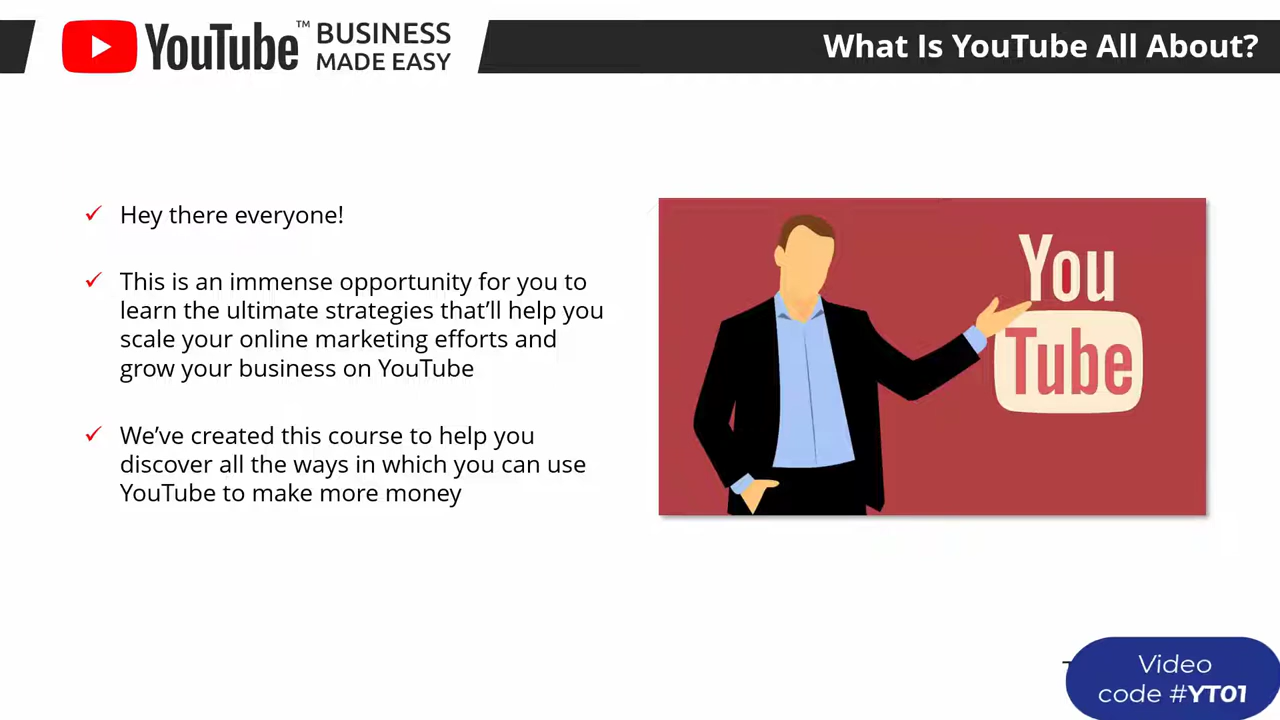 YouTube™ BUSINESS
MADE EASY
What Is YouTube All About?
✓ Hey there everyone!
✓ This is an immense opportunity for you to
learn the ultimate strategies that’ll help you
scale your online marketing efforts and
grow your business on YouTube
✓ We’ve created this course to help you
discover all the ways in which you can use
YouTube to make more money
You
Tube
Video
code #YT01